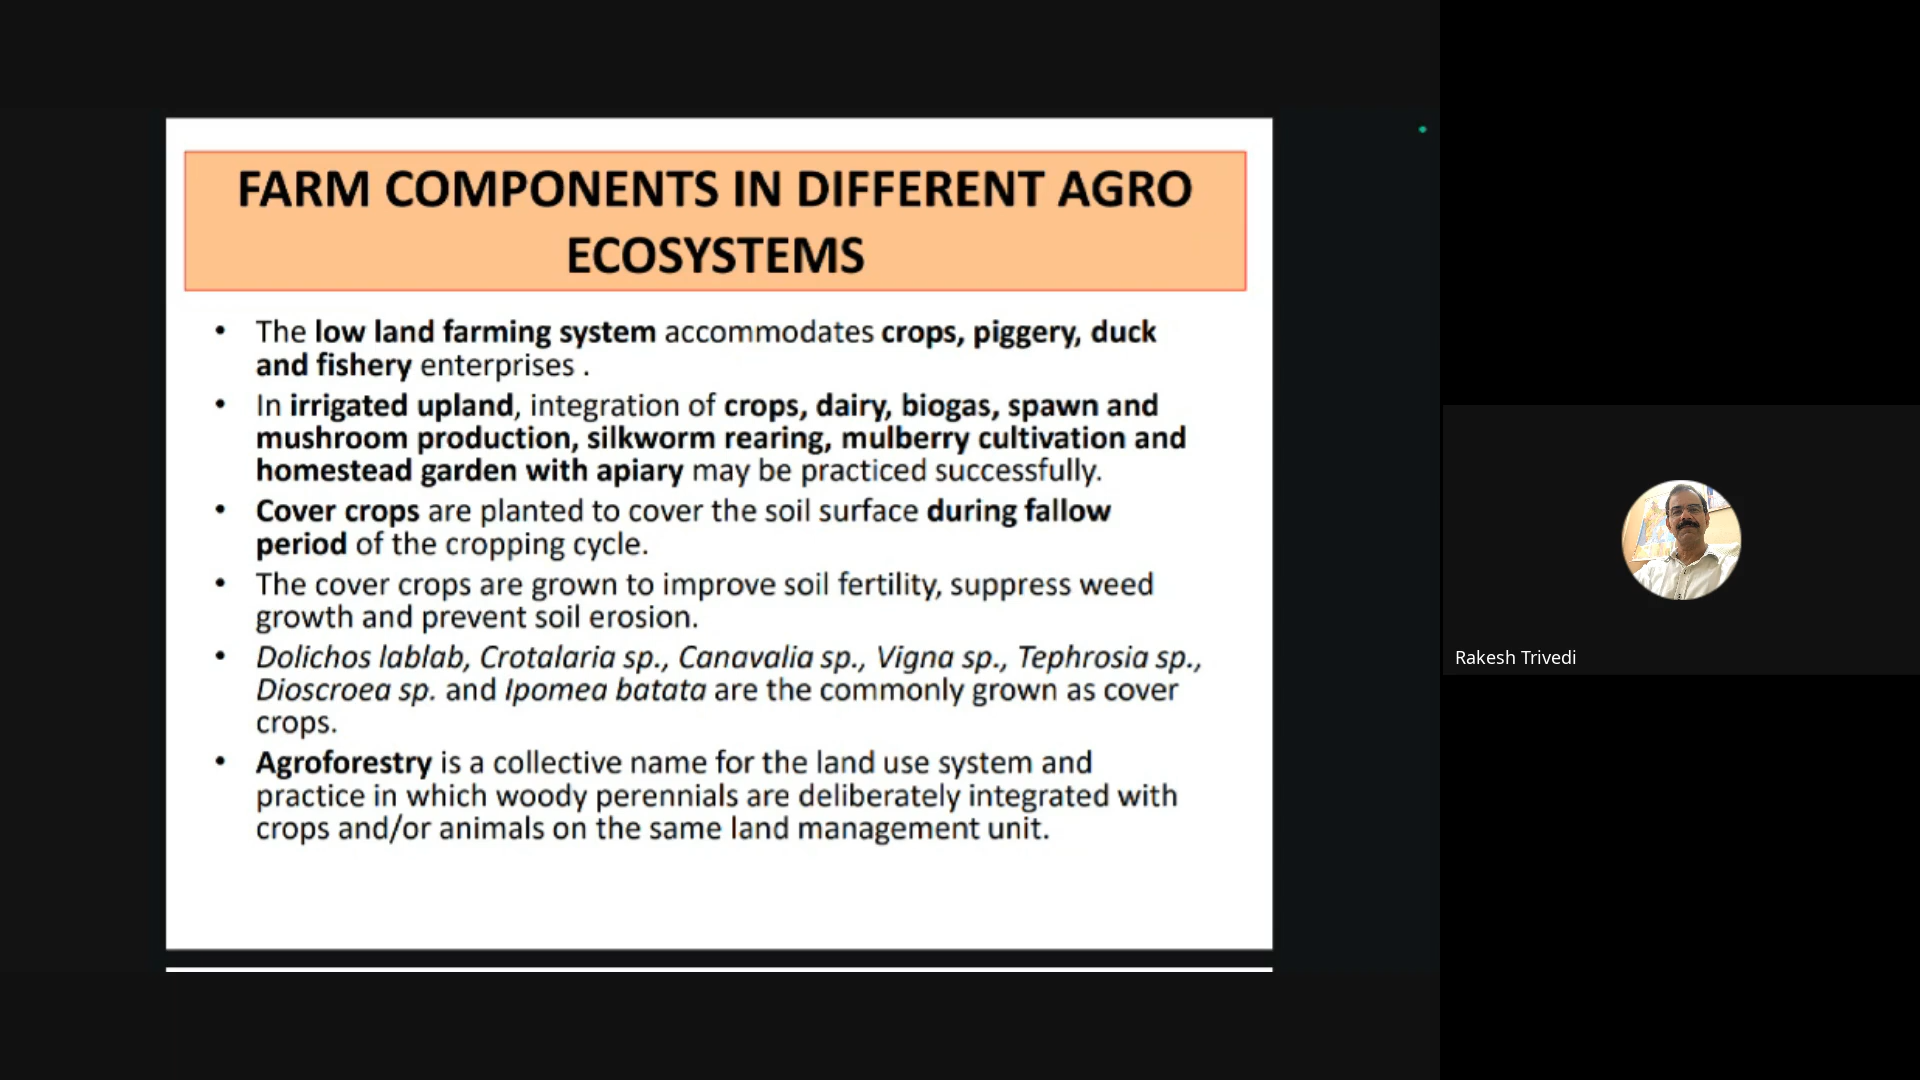 FARM COMPONENTS IN DIFFERENT AGRO
ECOSYSTEMS
• The low land farming system accommodates crops, piggery, duck
and fishery enterprises .
• In irrigated upland, integration of crops, dairy, biogas, spawn and
mushroom production, silkworm rearing, mulberry cultivation and
homestead garden with apiary may be practiced successfully.
• Cover crops are planted to cover the soil surface during fallow
period of the cropping cycle.
• The cover crops are grown to improve soil fertility, suppress weed
growth and prevent soil erosion.
• Dolichos lablab, Crotalaria sp., Canavalia sp., Vigna sp., Tephrosia sp.,
Dioscroea sp. and Ipomea batata are the commonly grown as cover
crops.
• Agroforestry is a collective name for the land use system and
practice in which woody perennials are deliberately integrated with
crops and/or animals on the same land management unit.
Rakesh Trivedi